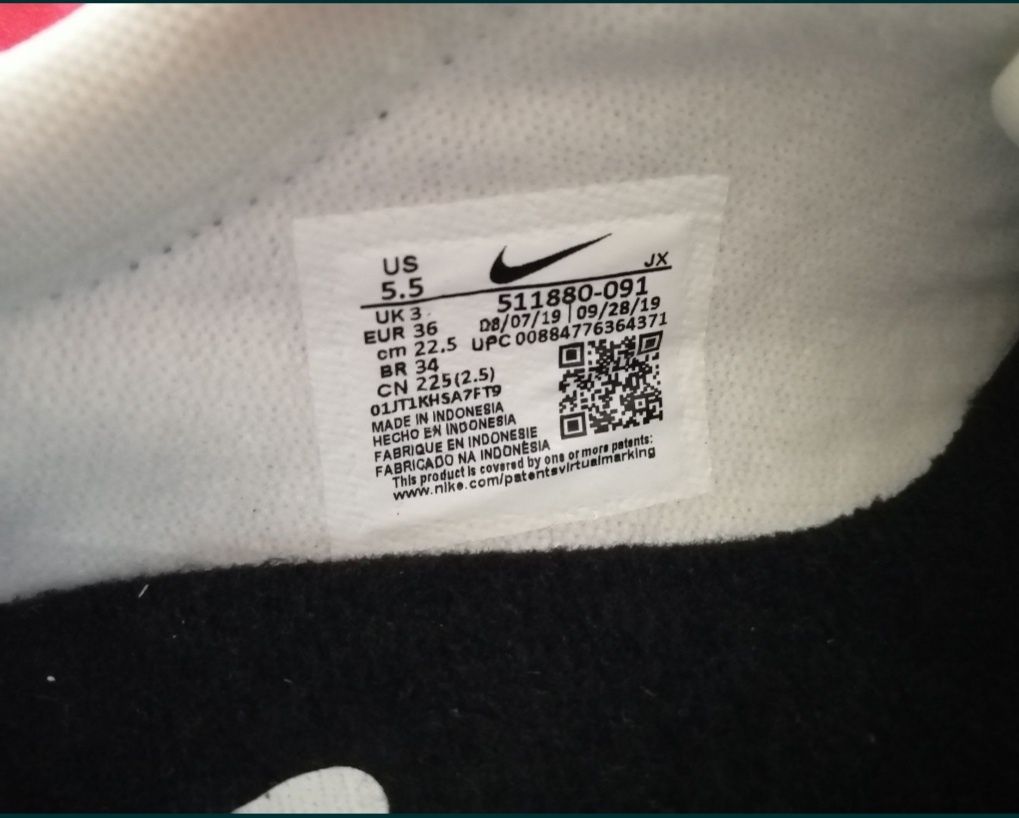 US
5.5
JX
UK 3
511880-091
EUR 36
08/07/19 | 09/28/19
cm 22.5
UPC 00884776364371
BR 34
CN 225(2.5)
01JT1KHSA7FT9
MADE IN INDONESIA
HECHO EN INDONESIA
FABRIQUE EN INDONESIE
FABRICADO NA INDONÉSIA
This product is covered by one or more patents:
www.nike.com/patentsvirtualmarking